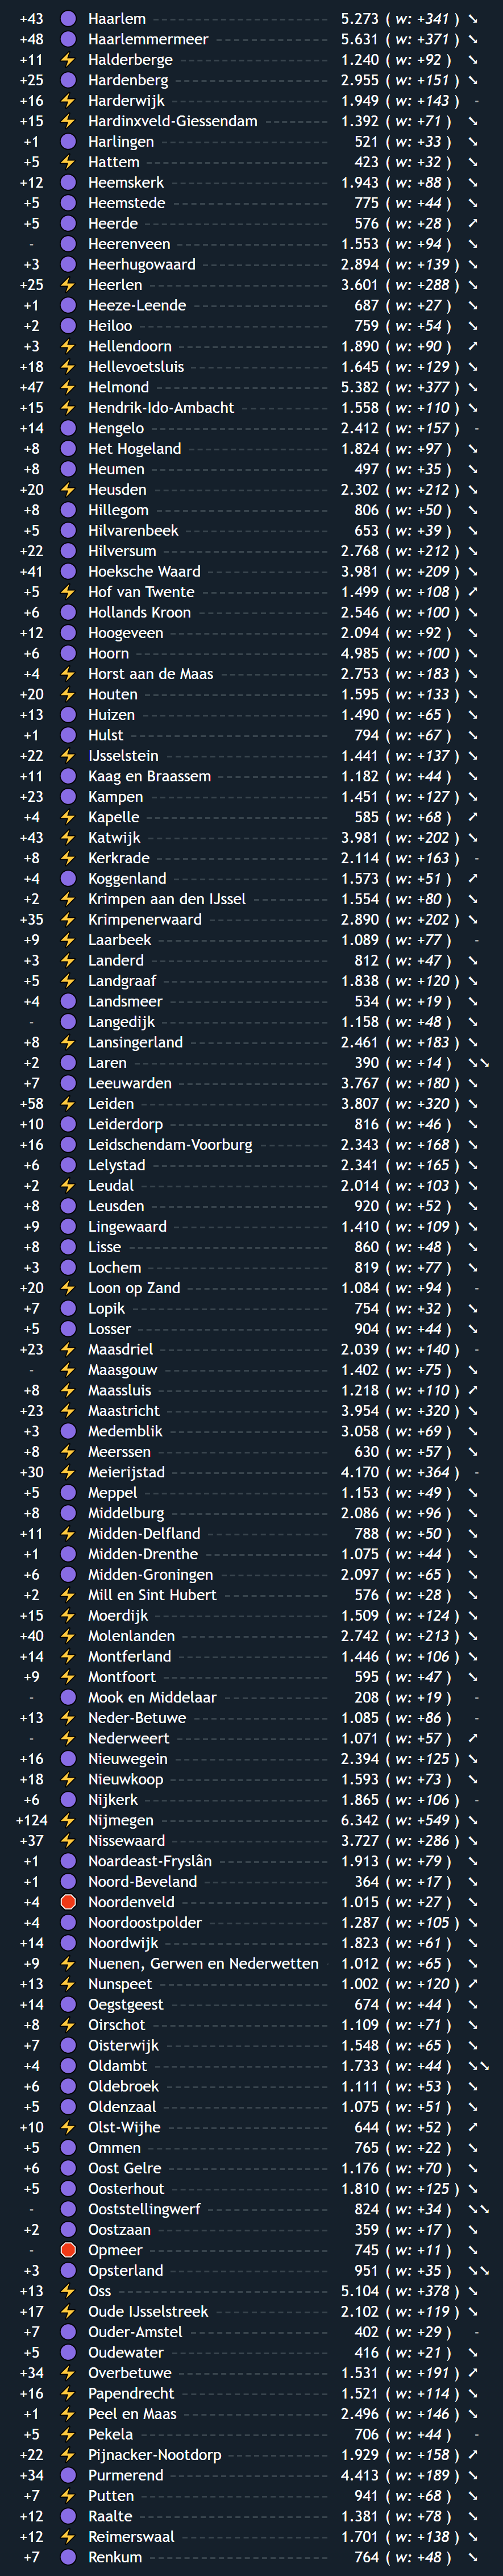 +43 Haarlem 5.273 ( w: +341 )
+48 Haarlemmermeer 5.631 ( w: +371 )
+11 Halderberge 1.240 ( w: +92 )
+25 Hardenberg 2.955 ( w: +151 )
+16 Harderwijk 1.949 ( w: +143 ) -
+15 Hardinxveld-Giessendam 1.392 ( w: +71 )
+1 Harlingen 521 ( w: +33 )
+5 Hattem 423 ( w: +32 )
+12 Heemskerk 1.943 ( w: +88 )
+5 Heemstede 775 ( w: +44 )
+5 Heerde 576 ( w: +28 )
- Heerenveen 1.553 ( w: +94 )
+3 Heerhugowaard 2.894 ( w: +139 )
+25 Heerlen 3.601 ( w: +288 )
+1 Heeze-Leende 687 ( w: +27 )
+2 Heiloo 759 ( w: +54 )
+3 Hellendoorn 1.890 ( w: +90 )
+18 Hellevoetsluis 1.645 ( w: +129 )
+47 Helmond 5.382 ( w: +377 )
+15 Hendrik-Ido-Ambacht 1.558 ( w: +110 )
+14 Hengelo 2.412 ( w: +157 ) -
+8 Het Hogeland 1.824 ( w: +97 )
+8 Heumen 497 ( w: +35 )
+20 Heusden 2.302 ( w: +212 )
+8 Hillegom 806 ( w: +50 )
+5 Hilvarenbeek 653 ( w: +39 )
+22 Hilversum 2.768 ( w: +212 )
+41 Hoeksche Waard 3.981 ( w: +209 )
+5 Hof van Twente 1.499 ( w: +108 )
+6 Hollands Kroon 2.546 ( w: +100 )
+12 Hoogeveen 2.094 ( w: +92 )
+6 Hoorn 4.985 ( w: +100 )
+4 Horst aan de Maas 2.753 ( w: +183 )
+20 Houten 1.595 ( w: +133 )
+13 Huizen 1.490 ( w: +65 )
+1 Hulst 794 ( w: +67 )
+22 IJsselstein 1.441 ( w: +137 )
+11 Kaag en Braassem 1.182 ( w: +44 )
+23 Kampen 1.451 ( w: +127 )
+4 Kapelle 585 ( w: +68 )
+43 Katwijk 3.981 ( w: +202 )
+8 Kerkrade 2.114 ( w: +163 ) -
+4 Koggenland 1.573 ( w: +51 )
+2 Krimpen aan den IJssel 1.554 ( w: +80 )
+35 Krimpenerwaard 2.890 ( w: +202 )
+9 Laarbeek 1.089 ( w: +77 ) -
+3 Landerd 812 ( w: +47 )
+5 Landgraaf 1.838 ( w: +120 )
+4 Landsmeer 534 ( w: +19 )
- Langedijk 1.158 ( w: +48 )
+8 Lansingerland 2.461 ( w: +183 )
+2 Laren 390 ( w: +14 )
+7 Leeuwarden 3.767 ( w: +180 )
+58 Leiden 3.807 ( w: +320 )
+10 Leiderdorp 816 ( w: +46 )
+16 Leidschendam-Voorburg 2.343 ( w: +168 )
+6 Lelystad 2.341 ( w: +165 )
+2 Leudal 2.014 ( w: +103 )
+8 Leusden 920 ( w: +52 )
+9 Lingewaard 1.410 ( w: +109 )
+8 Lisse 860 ( w: +48 )
+3 Lochem 819 ( w: +77 )
+20 Loon op Zand 1.084 ( w: +94 ) -
+7 Lopik 754 ( w: +32 )
+5 Losser 904 ( w: +44 )
+23 Maasdriel 2.039 ( w: +140 ) -
- Maasgouw 1.402 ( w: +75 )
+8 Maassluis 1.218 ( w: +110 )
+23 Maastricht 3.954 ( w: +320 )
+3 Medemblik 3.058 ( w: +69 )
+8 Meerssen 630 ( w: +57 )
+30 Meierijstad 4.170 ( w: +364 ) -
+5 Meppel 1.153 ( w: +49 )
+8 Middelburg 2.086 ( w: +96 )
+11 Midden-Delfland 788 ( w: +50 )
+1 Midden-Drenthe 1.075 ( w: +44 )
+6 Midden-Groningen 2.097 ( w: +65 )
+2 Mill en Sint Hubert 576 ( w: +28 )
+15 Moerdijk 1.509 ( w: +124 )
+40 Molenlanden 2.742 ( w: +213 )
+14 Montferland 1.446 ( w: +106 )
+9 Montfoort 595 ( w: +47 )
- Mook en Middelaar 208 ( w: +19 ) -
+13 Neder-Betuwe 1.085 ( w: +86 ) -
- Nederweert 1.071 ( w: +57 )
+16 Nieuwegein 2.394 ( w: +125 )
+18 Nieuwkoop 1.593 ( w: +73 )
+6 Nijkerk 1.865 ( w: +106 ) -
+124 Nijmegen 6.342 ( w: +549 )
+37 Nissewaard 3.727 ( w: +286 )
+1 Noardeast-Fryslân 1.913 ( w: +79 )
+1 Noord-Beveland 364 ( w: +17 )
+4 Noordenveld 1.015 ( w: +27 )
+4 Noordoostpolder 1.287 ( w: +105 )
+14 Noordwijk 1.823 ( w: +61 )
+9 Nuenen, Gerwen en Nederwetten 1.012 ( w: +65 )
+13 Nunspeet 1.002 ( w: +120 )
+14 Oegstgeest 674 ( w: +44 )
+8 Oirschot 1.109 ( w: +71 )
+7 Oisterwijk 1.548 ( w: +65 )
+4 Oldambt 1.733 ( w: +44 )
+6 Oldebroek 1.111 ( w: +53 )
+5 Oldenzaal 1.075 ( w: +51 )
+10 Olst-Wijhe 644 ( w: +52 )
+5 Ommen 765 ( w: +22 )
+6 Oost Gelre 1.176 ( w: +70 )
+5 Oosterhout 1.810 ( w: +125 )
- Ooststellingwerf 824 ( w: +34 )
+2 Oostzaan 359 ( w: +17 )
- Opmeer 745 ( w: +11 )
+3 Opsterland 951 ( w: +35 )
+13 Oss 5.104 ( w: +378 )
+17 Oude IJsselstreek 2.102 ( w: +119 )
+7 Ouder-Amstel 402 ( w: +29 ) -
+5 Oudewater 416 ( w: +21 )
+34 Overbetuwe 1.531 ( w: +191 )
+16 Papendrecht 1.521 ( w: +114 )
+1 Peel en Maas 2.496 ( w: +146 )
+5 Pekela 706 ( w: +44 ) -
+22 Pijnacker-Nootdorp 1.929 ( w: +158 )
+34 Purmerend 4.413 ( w: +189 )
+7 Putten 941 ( w: +68 )
+12 Raalte 1.381 ( w: +78 )
+12 Reimerswaal 1.701 ( w: +138 )
+7 Renkum 764 ( w: +48 )